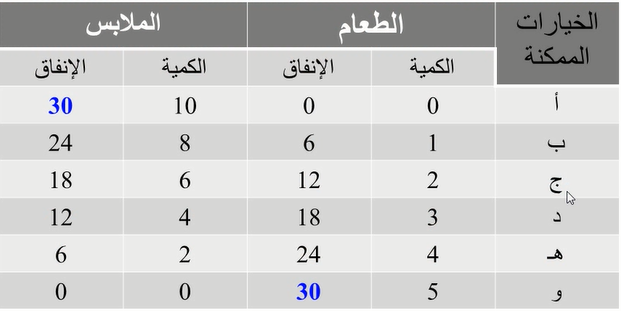 الخيارات الممكنة الطعام الملابس
الكمية الإنفاق الكمية الإنفاق
أ 0 0 10 30
ب 1 6 8 24
ج 2 12 6 18
د 3 18 4 12
هـ 4 24 2 6
و 5 30 0 0